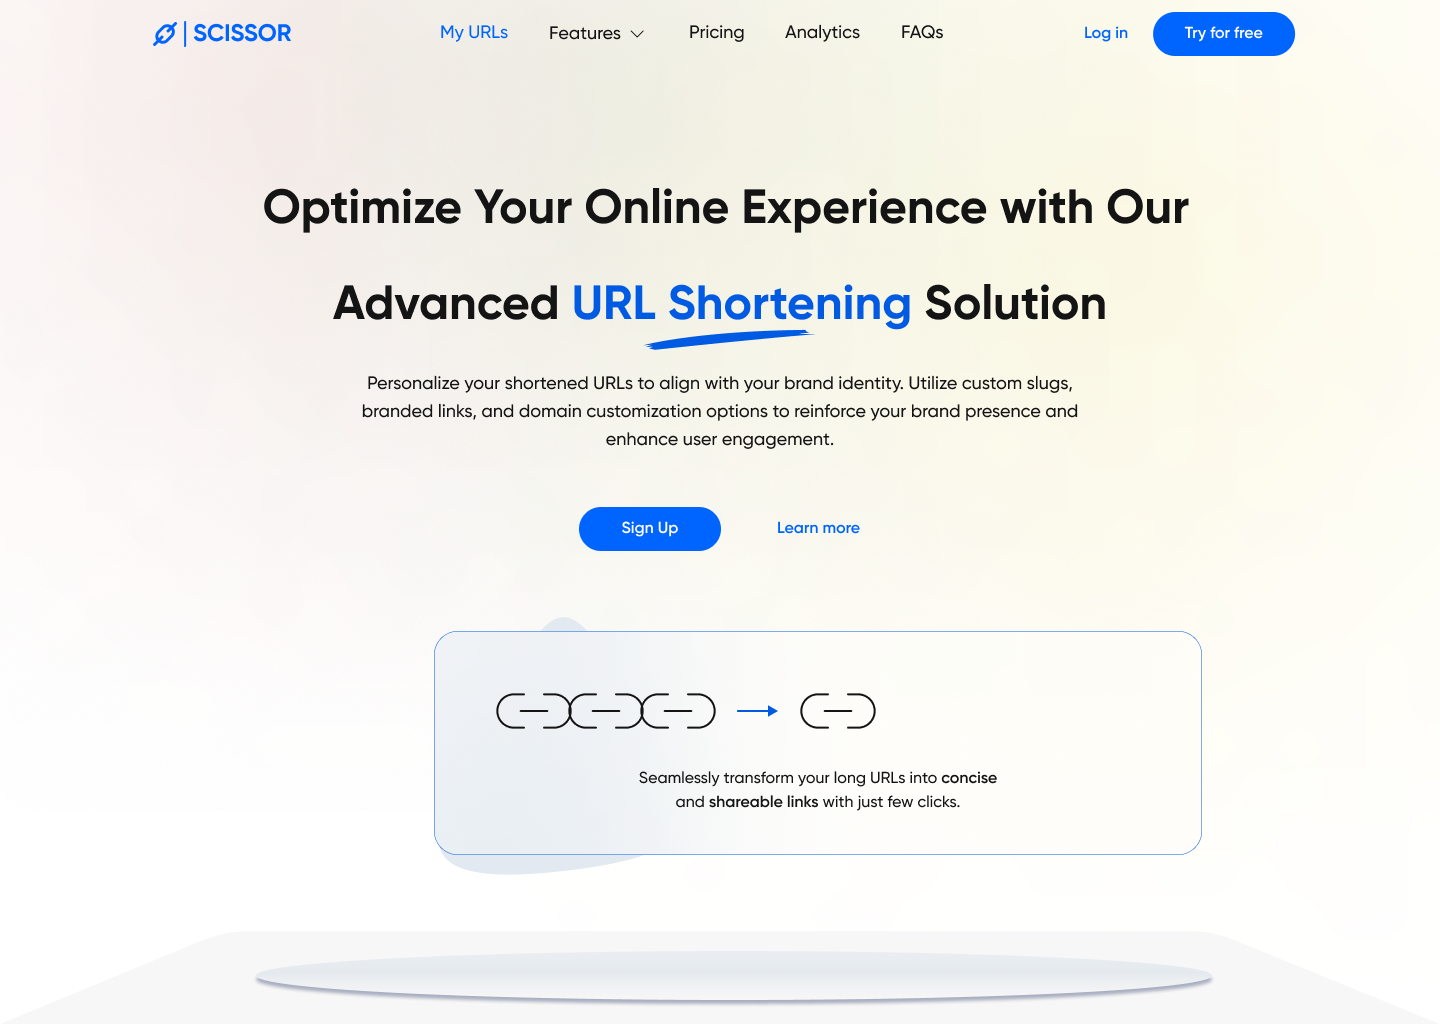 SCISSOR
My URLs
Features
Pricing
Analytics
FAQs
Log in
Try for free
Optimize Your Online Experience with Our
Advanced URL Shortening Solution
Personalize your shortened URLs to align with your brand identity. Utilize custom slugs,
branded links, and domain customization options to reinforce your brand presence and
enhance user engagement.
Sign Up
Learn more
Seamlessly transform your long URLs into concise
and shareable links with just few clicks.